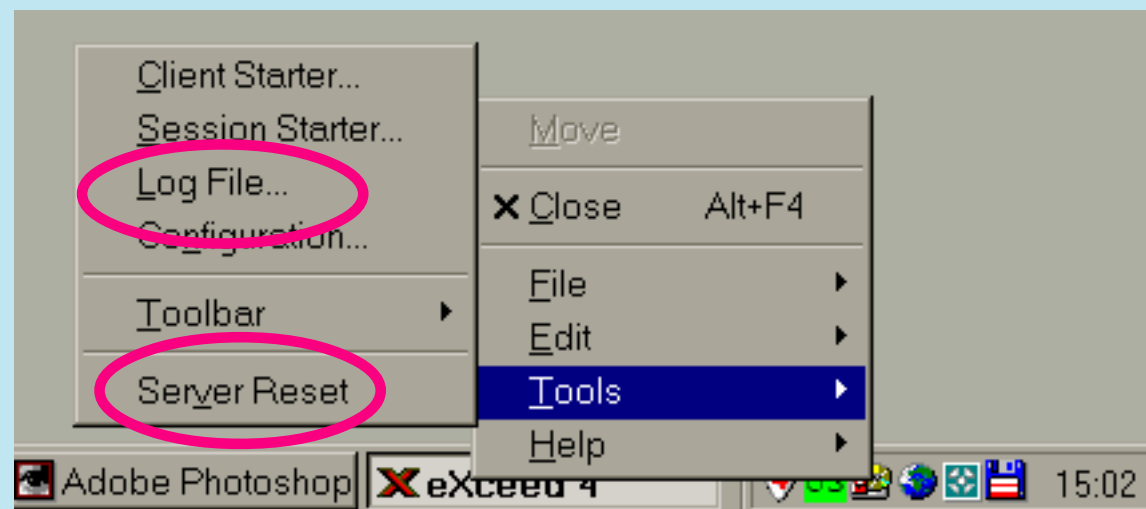 Client Starter...
Session Starter...
Log File...
Configuration...
Toolbar
Server Reset
Move
Close Alt+F4
File
Edit
Tools
Help
Adobe Photoshop
eXceed 4
15:02